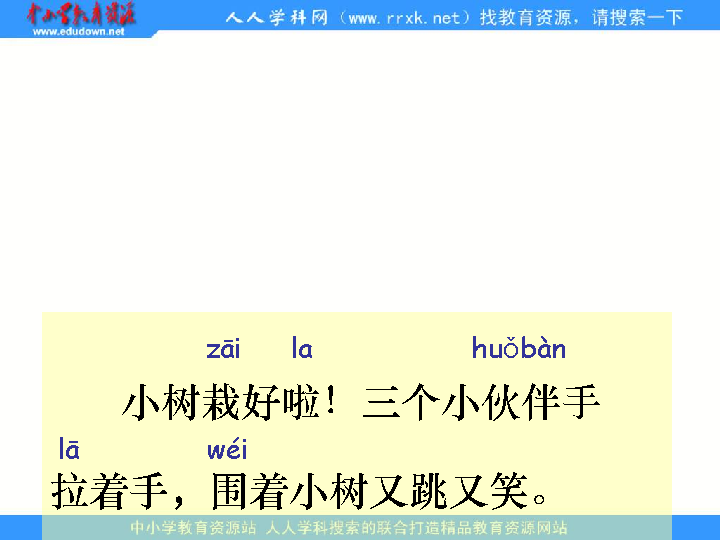 中小学教育资源
www.edudown.net
人人学科网（www.rrxk.net）找教育资源，请搜索一下
zāi la huǒbàn
小树栽好啦！三个小伙伴手
lā wéi
拉着手，围着小树又跳又笑。
中小学教育资源站 人人学科搜索的联合打造精品教育资源网站